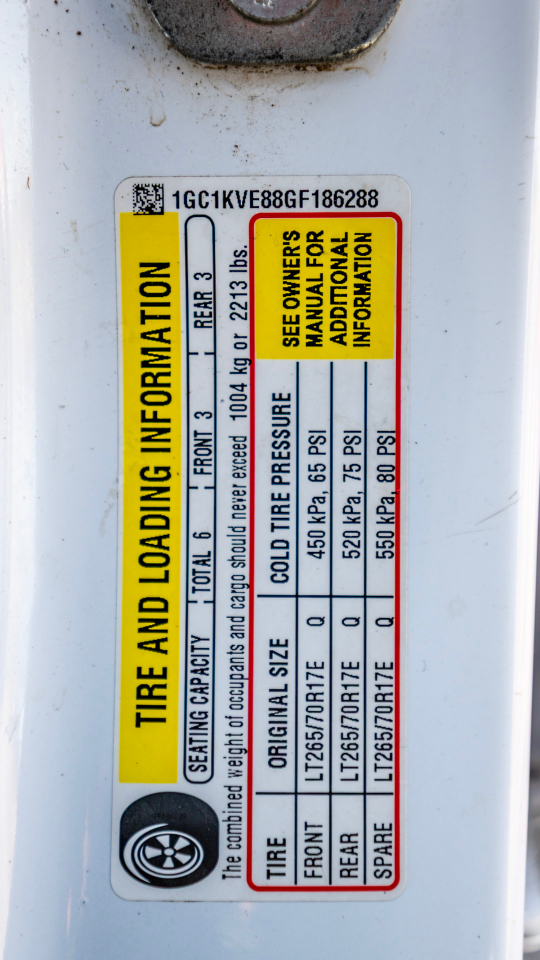 1GC1KVE88GF186288
TIRE AND LOADING INFORMATION
SEATING CAPACITY TOTAL 6 FRONT 3 REAR 3
The combined weight of occupants and cargo should never exceed 1004 kg or 2213 lbs.
TIRE ORIGINAL SIZE COLD TIRE PRESSURE
FRONT LT265/70R17E Q 450 kPa, 65 PSI
REAR LT265/70R17E Q 520 kPa, 75 PSI
SPARE LT265/70R17E Q 550 kPa, 80 PSI
SEE OWNER'S
MANUAL FOR
ADDITIONAL
INFORMATION